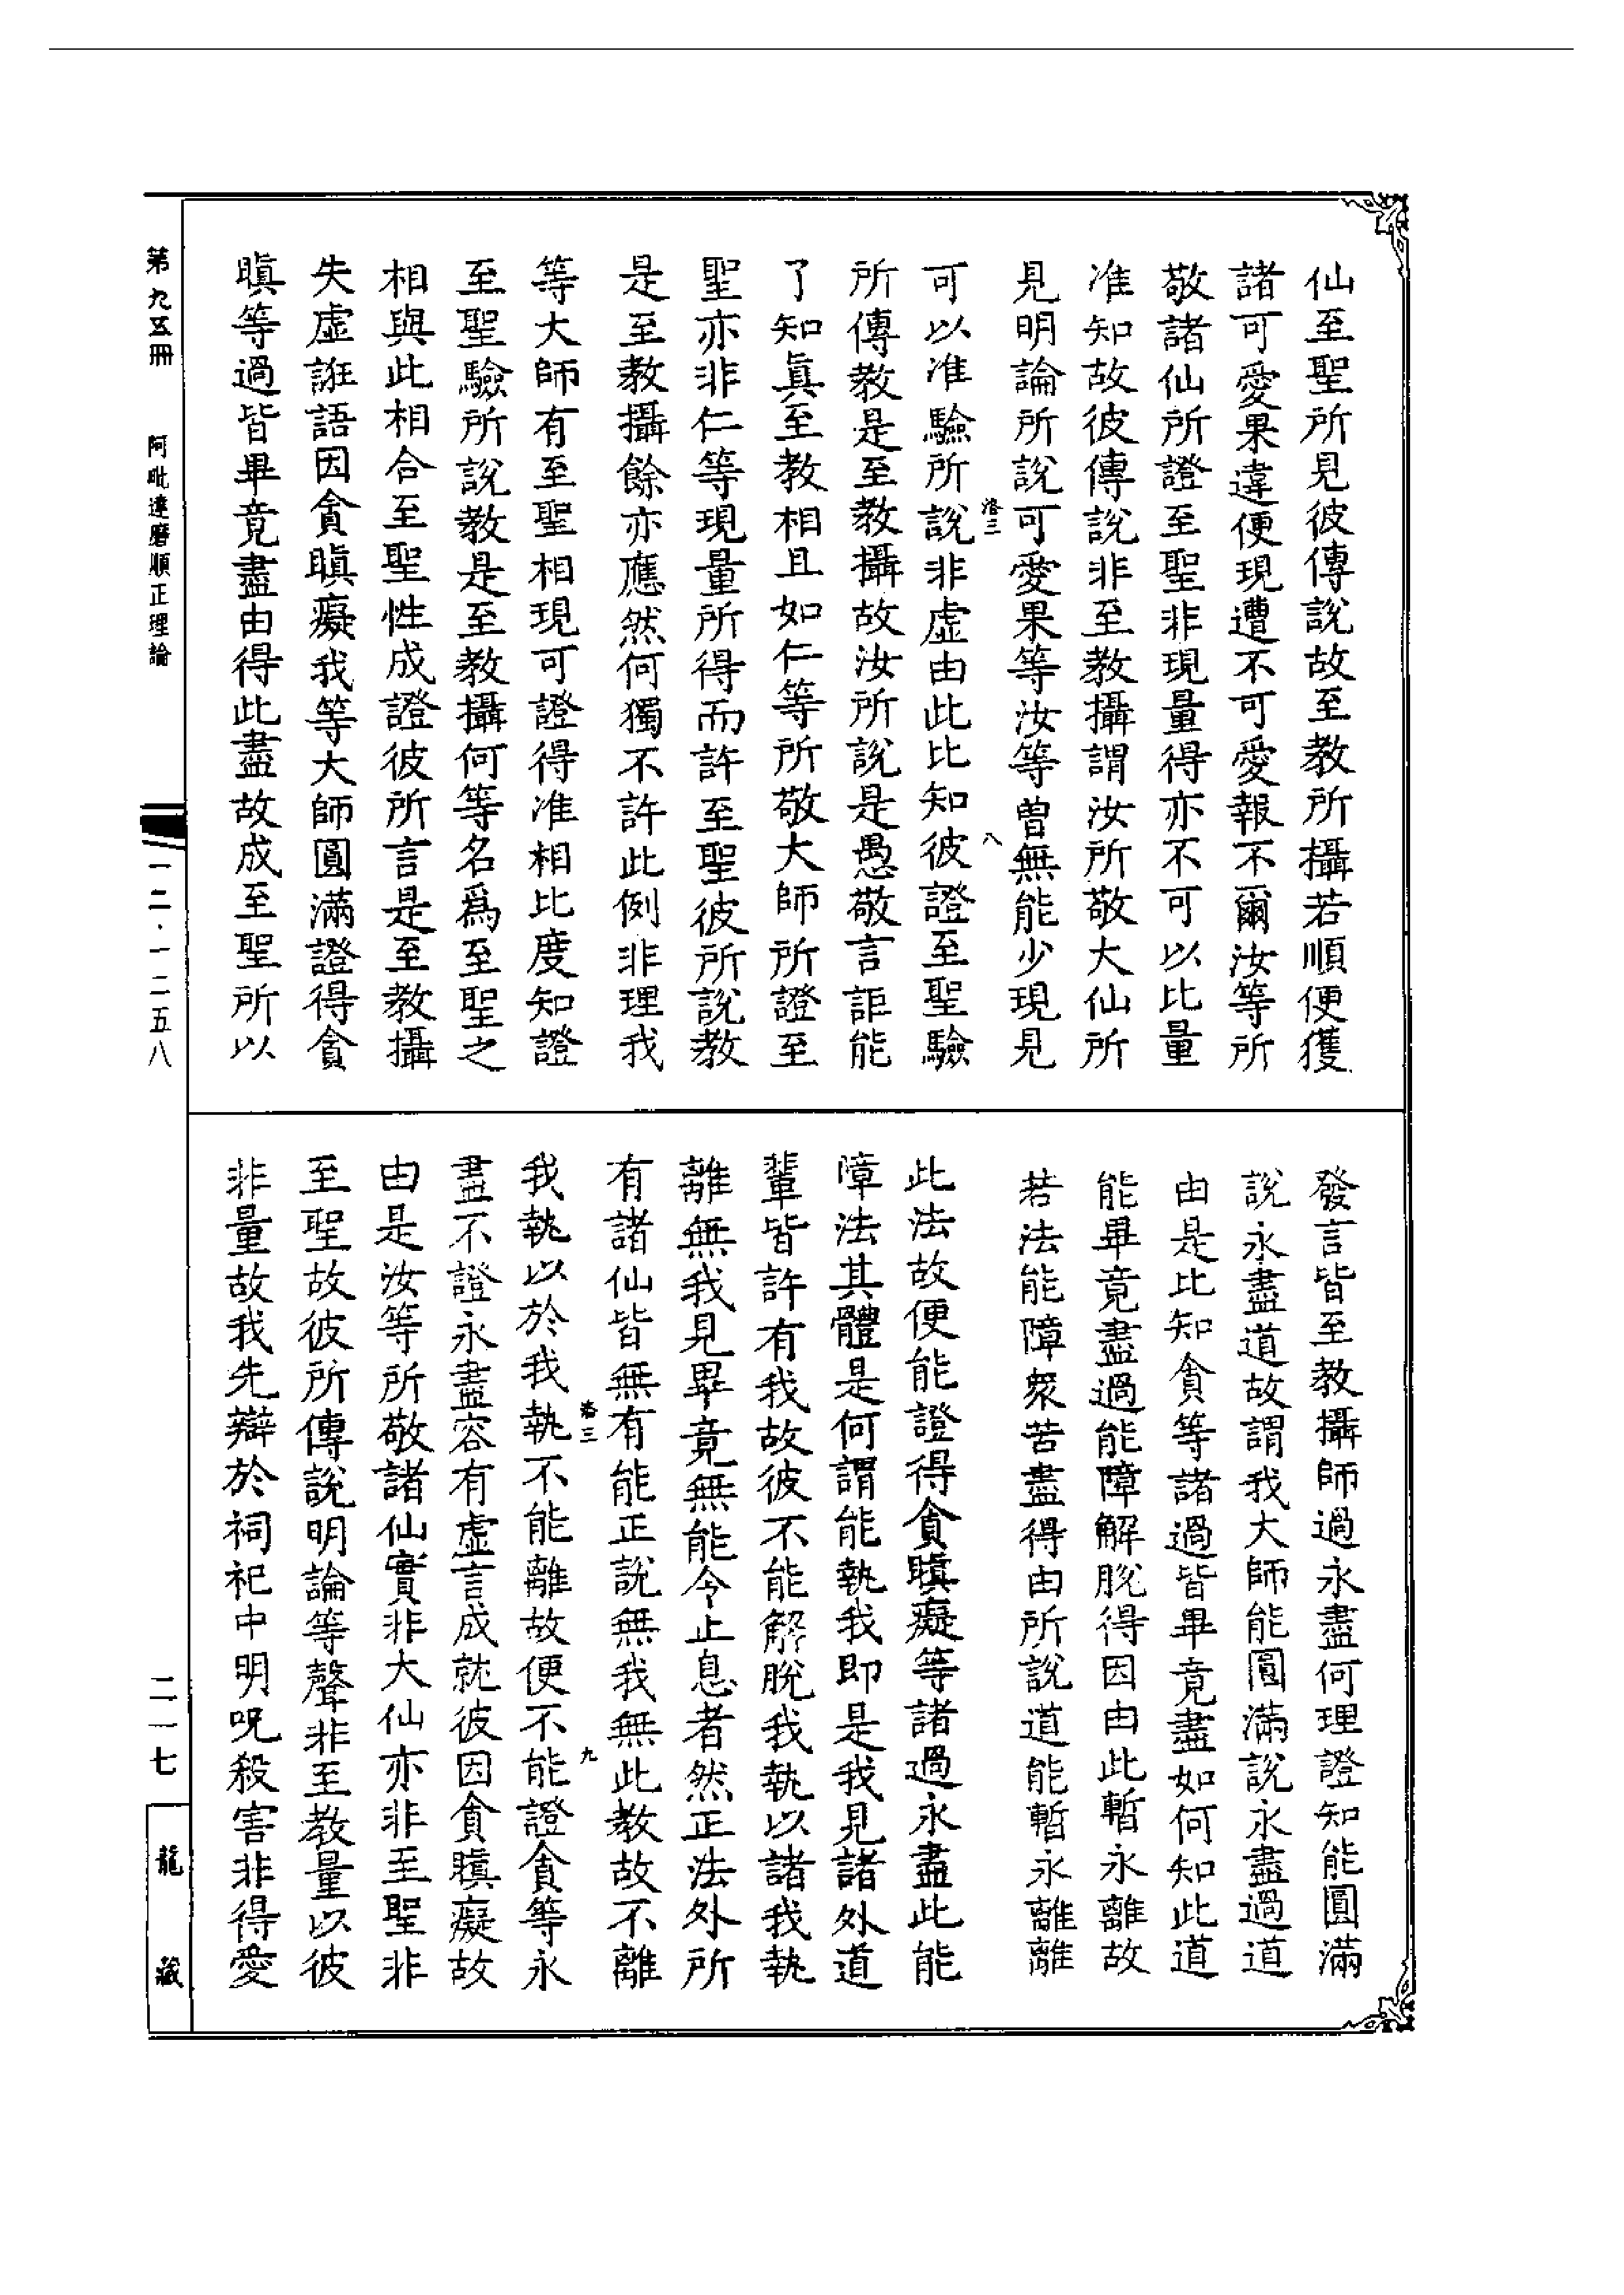 仙至聖所見彼傳說故至教所攝若順便獲
諸可愛果違便現遭不可愛報不爾汝等所
敬諸仙所證至聖非現量得亦不可以比量
准知故彼傳說非至教攝謂汝所敬大仙所
見明論所說可愛果等汝等曾無能少現見
洛三
八
可以准驗所說非虛由此比知彼證至聖驗
所傳教是至教攝故汝所說是愚敬言詎能
了知真至教相且如仁等所敬大師所證至
聖亦非仁等現量所得而許至聖彼所說教
是至教攝餘亦應然何獨不許此例非理我
等大師有至聖相現可證得准相比度知證
至聖驗所說教是至教攝何等名為至聖之
相與此相合至聖性成證彼所言是至教攝
失虛誑語因貪瞋癡我等大師圓滿證得貪
瞋等過皆畢竟盡由得此盡故成至聖所以
發言皆至教攝師過永盡何理證知能圓滿
說永盡道故謂我大師能圓滿說永盡過道
由是比知貪等諸過皆畢竟盡如何知此道
能畢竟盡過能障解脫得因由此暫永離故
若法能障眾苦盡得由所說道能暫永離離
此法故便能證得貪瞋癡等諸過永盡此能
障法其體是何謂能執我即是我見諸外道
輩皆許有我故彼不能解脫我執以諸我執
離無我見畢竟無能令止息者然正法外所
有諸仙皆無有能正說無我無此教故不離
洛三
九
我執以於我執不能離故便不能證貪等永
盡不證永盡容有虛言成就彼因貪瞋癡故
由是汝等所敬諸仙實非大仙亦非至聖非
至聖故彼所傳說明論等聲非至教量以彼
非量故我先辯於祠祀中明呪殺害非得愛
第九五冊
阿毗達磨順正理論
一二·一二五八
二一七
龍藏